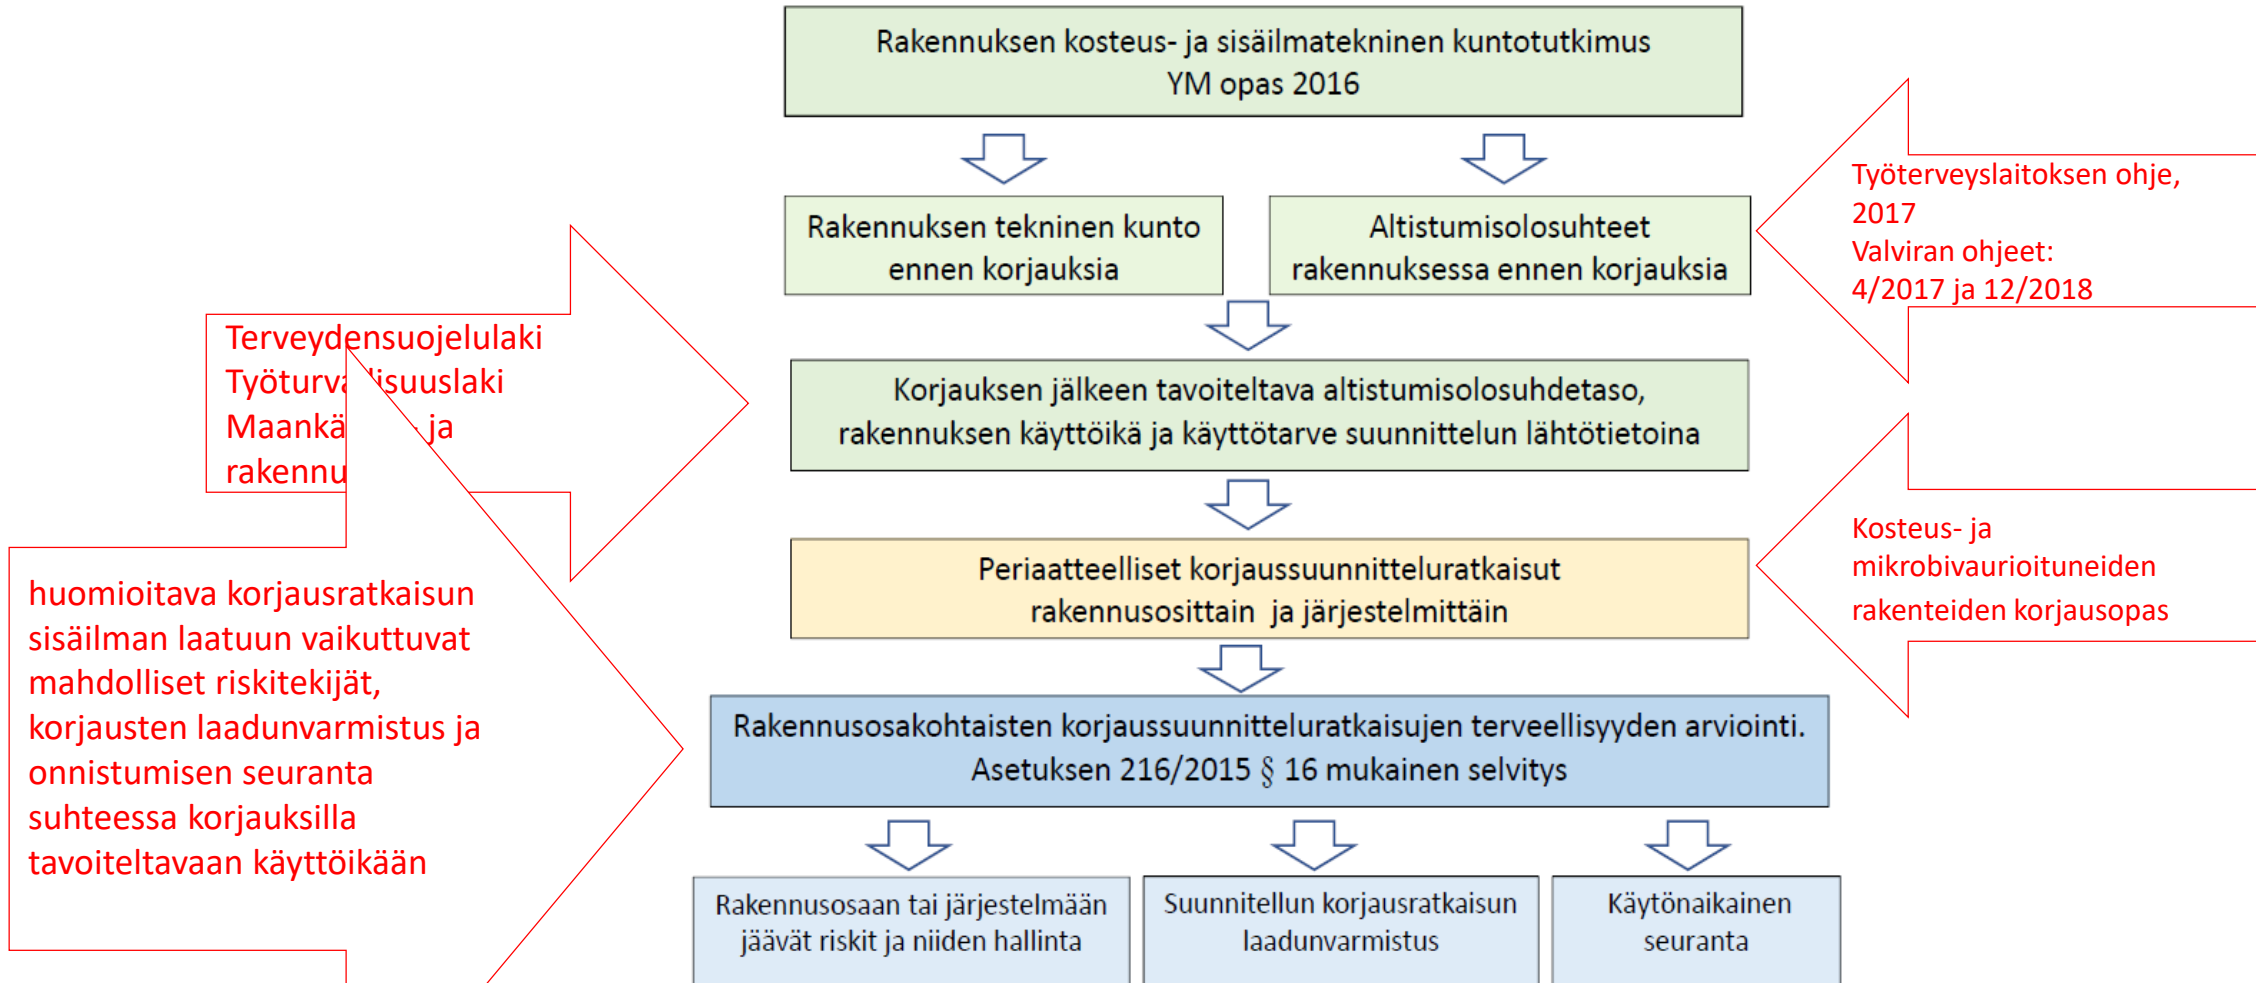 Rakennuksen kosteus- ja sisäilmatekninen kuntotutkimus
YM opas 2016
Rakennuksen tekninen kunto
ennen korjauksia
Altistumisolosuhteet
rakennuksessa ennen korjauksia
Työterveyslaitoksen ohje,
2017
Valviran ohjeet:
4/2017 ja 12/2018
Terveydensuojelulaki
Työturvallisuuslaki
ja
Korjauksen jälkeen tavoiteltava altistumisolosuhdetaso,
rakennuksen käyttöikä ja käyttötarve suunnittelun lähtötietoina
Periaatteelliset korjaussuunnitteluratkaisut
rakennusosittain ja järjestelmittäin
Kosteus- ja
mikrobivaurioituneiden
rakenteiden korjausopas
huomioitava korjausratkaisun
sisäilman laatuun vaikuttuvat
mahdolliset riskitekijät,
korjausten laadunvarmistus ja
onnistumisen seuranta
suhteessa korjauksilla
tavoiteltavaan käyttöikään
Rakennusosakohtaisten korjaussuunnitteluratkaisujen terveellisyyden arviointi.
Asetuksen 216/2015 § 16 mukainen selvitys
Rakennusosaan tai järjestelmään
jäävät riskit ja niiden hallinta
Suunnitellun korjausratkaisun
laadunvarmistus
Käytönaikainen
seuranta